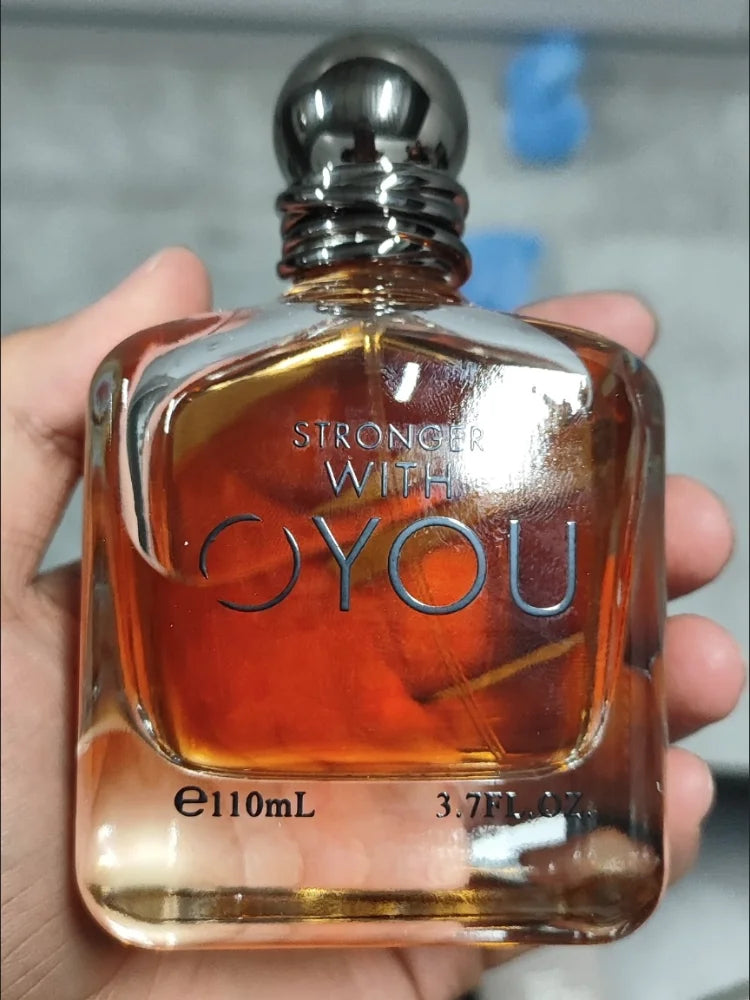 STRONGER
WITH
YOU
e110mL 3.7FL.OZ.